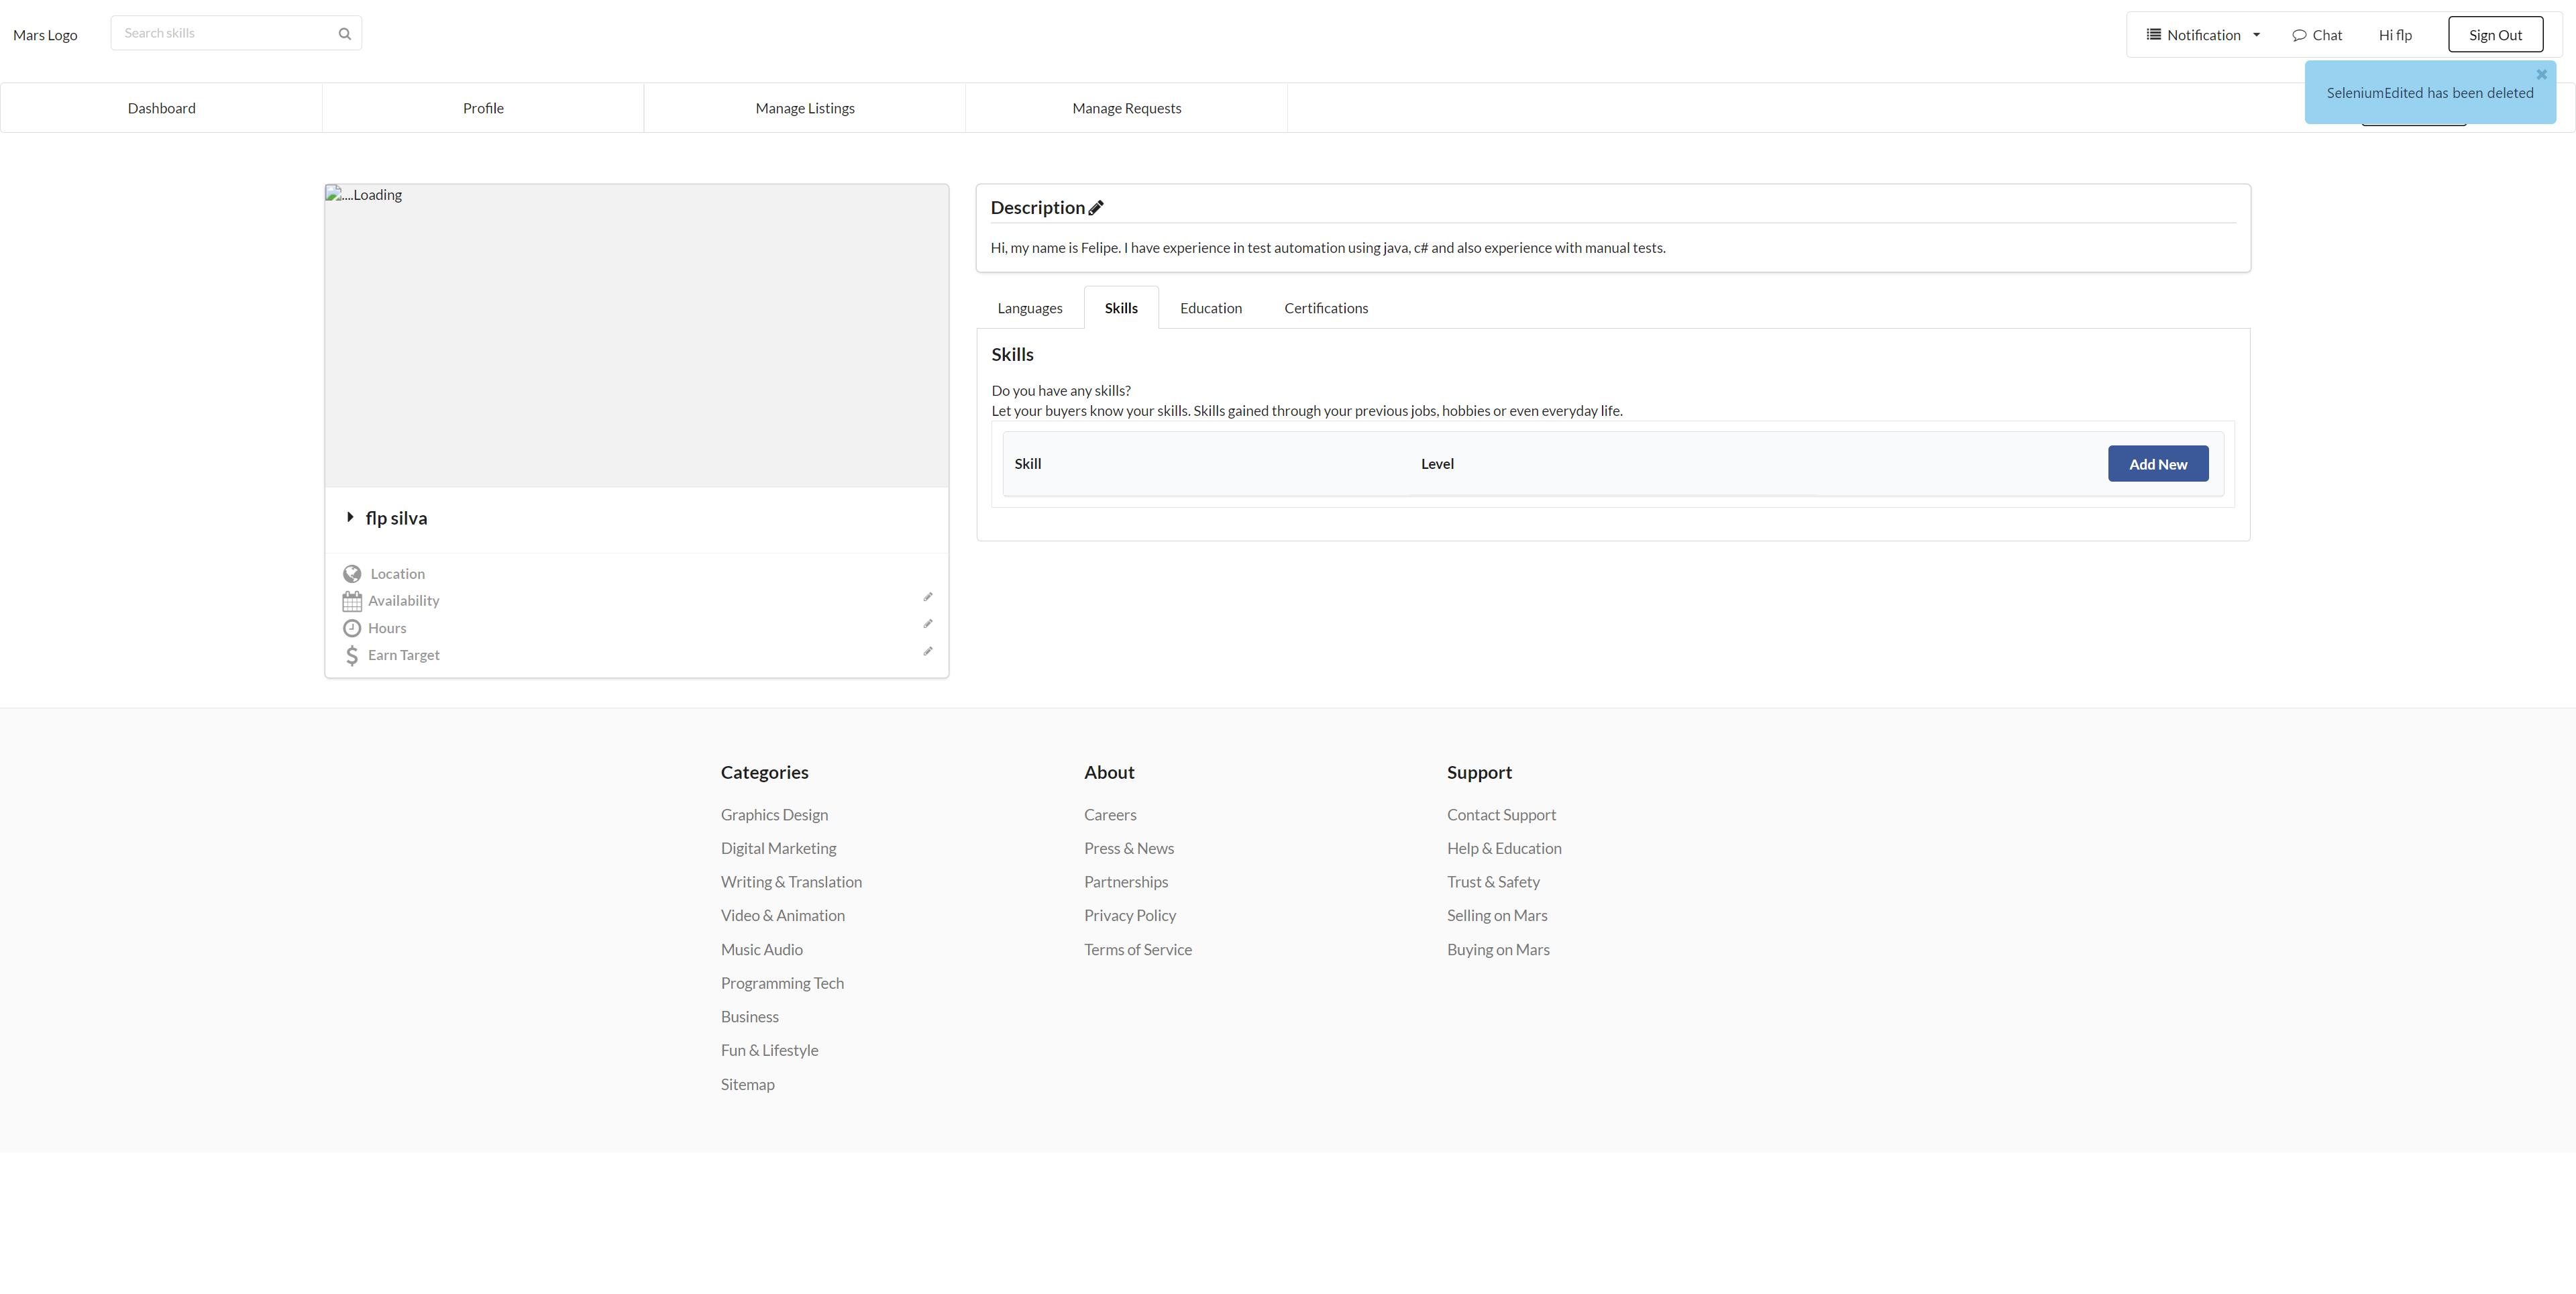 Mars Logo
Search skills
Notification
Chat
Hi flp
Sign Out
SeleniumEdited has been deleted
Dashboard
Profile
Manage Listings
Manage Requests
....Loading
flp silva
Location
Availability
Hours
Earn Target
Description
Hi, my name is Felipe. I have experience in test automation using java, c# and also experience with manual tests.
Languages
Skills
Education
Certifications
Skills
Do you have any skills?
Let your buyers know your skills. Skills gained through your previous jobs, hobbies or even everyday life.
Skill
Level
Add New
Categories
Graphics Design
Digital Marketing
Writing & Translation
Video & Animation
Music Audio
Programming Tech
Business
Fun & Lifestyle
Sitemap
About
Careers
Press & News
Partnerships
Privacy Policy
Terms of Service
Support
Contact Support
Help & Education
Trust & Safety
Selling on Mars
Buying on Mars